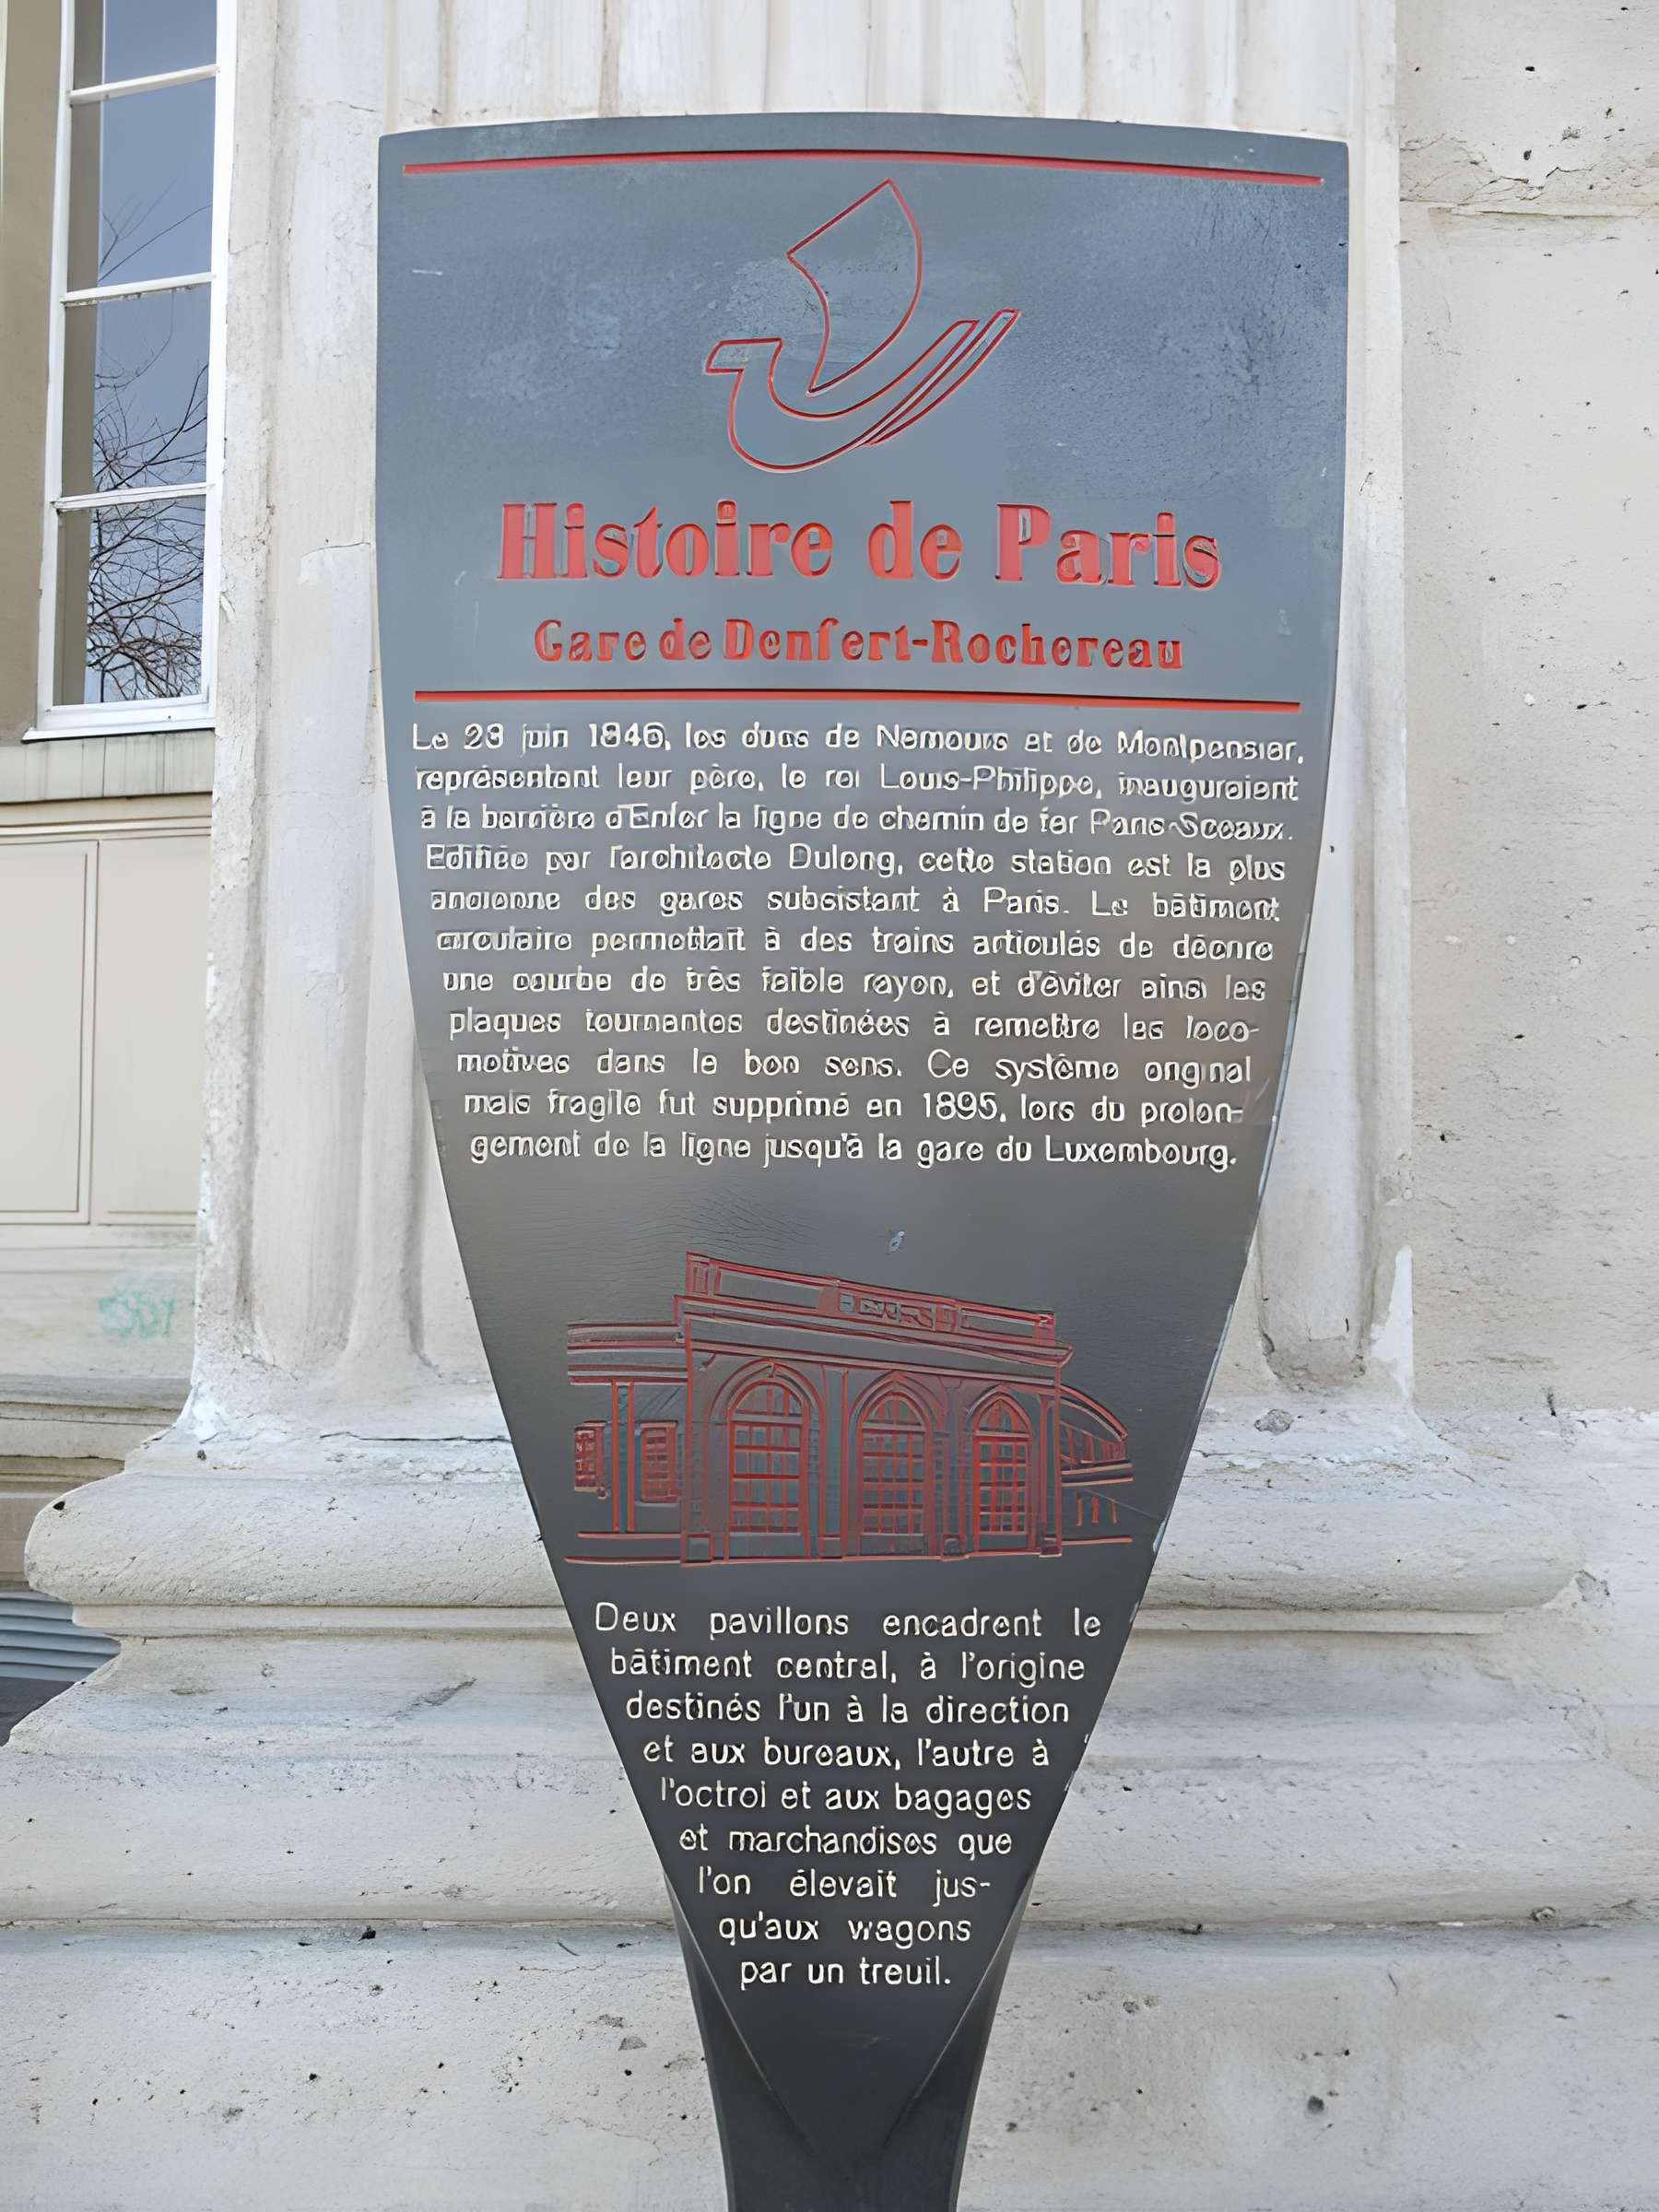 Histoire de Paris
Gare de Denfert-Rochereau
Le 23 juin 1846, les ducs de Nemours et de Montpensier,
représentant leur père, le roi Louis-Philippe, inauguraient
à la barrière d'Enfer la ligne de chemin de fer Paris-Sceaux.
Edifiée par l'architecte Dulong, cette station est la plus
ancienne des gares subsistant à Paris. Le bâtiment
circulaire permettait à des trains articulés de décrire
une courbe de très faible rayon, et d'éviter ainsi les
plaques tournantes destinées à remettre les loco-
motives dans le bon sens. Ce système original
mais fragile fut supprimé en 1895, lors du prolon-
gement de la ligne jusqu'à la gare du Luxembourg.
Deux pavillons encadrent le
bâtiment central, à l'origine
destinés l'un à la direction
et aux bureaux, l'autre à
l'octroi et aux bagages
et marchandises que
l'on élevait jus-
qu'aux wagons
par un treuil.